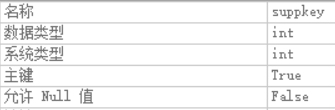 名称 suppkey
数据类型 int
系统类型 int
主键 True
允许 Null 值 False